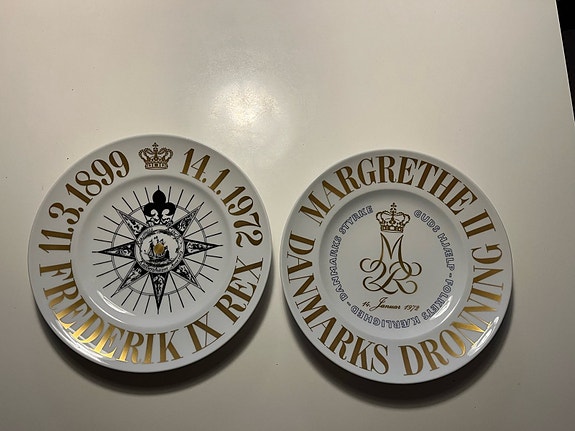 11.3.1899 14.1.1972
FREDERIK IX REX
MARGRETHE II
DANMARKS DRONNING
GUDS HJÆLP - FOLKETS KÆRLIGHED - DANMARKS STYRKE
M2R
14. Januar 1972